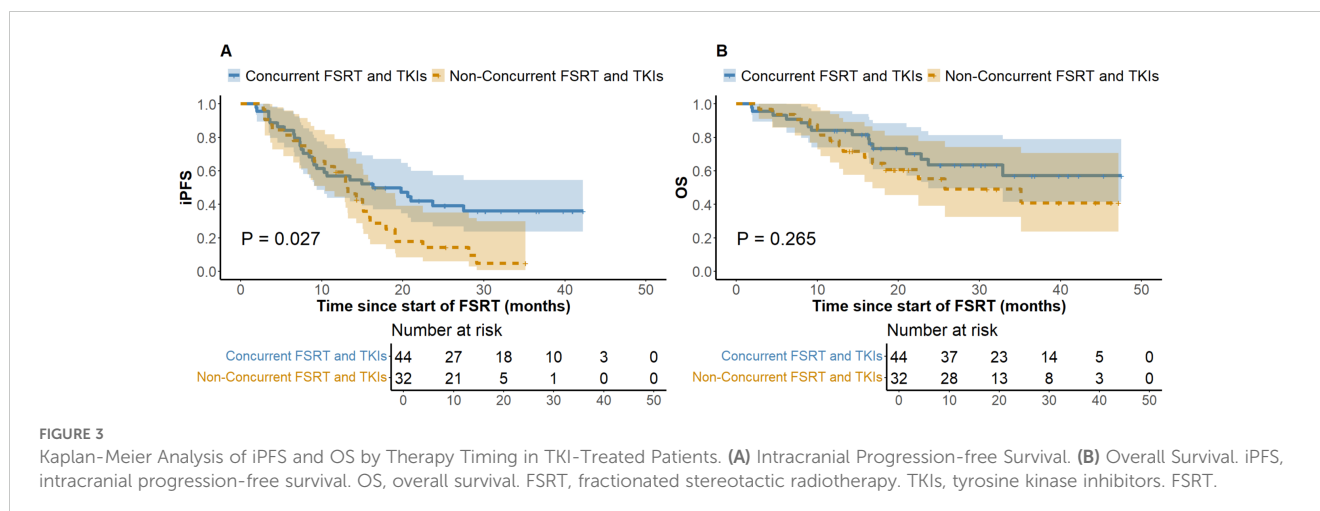 A
Concurrent FSRT and TKIs Non-Concurrent FSRT and TKIs
1.0
0.8
0.6
0.4
0.2
0.0
iPFS
P = 0.027
0 10 20 30 40 50
Time since start of FSRT (months)
Number at risk
Concurrent FSRT and TKIs 44 27 18 10 3 0
Non-Concurrent FSRT and TKIs 32 21 5 1 0 0
0 10 20 30 40 50
B
Concurrent FSRT and TKIs Non-Concurrent FSRT and TKIs
1.0
0.8
0.6
0.4
0.2
0.0
OS
P = 0.265
0 10 20 30 40 50
Time since start of FSRT (months)
Number at risk
Concurrent FSRT and TKIs 44 37 23 14 5 0
Non-Concurrent FSRT and TKIs 32 28 13 8 3 0
0 10 20 30 40 50
FIGURE 3
Kaplan-Meier Analysis of iPFS and OS by Therapy Timing in TKI-Treated Patients. (A) Intracranial Progression-free Survival. (B) Overall Survival. iPFS,
intracranial progression-free survival. OS, overall survival. FSRT, fractionated stereotactic radiotherapy. TKIs, tyrosine kinase inhibitors. FSRT.